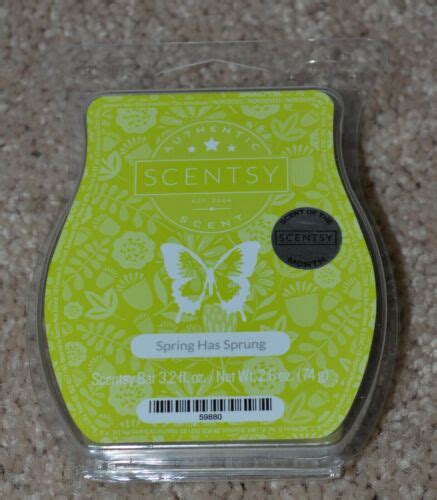 AUTHENTIC
SCENTSY
EST. 2004
SCENT
SCENT OF THE
SCENTSY
MONTH
Spring Has Sprung
Scentsy Bar 3.2 fl. oz. / Net Wt. 2.6 oz. (74 g)
59880